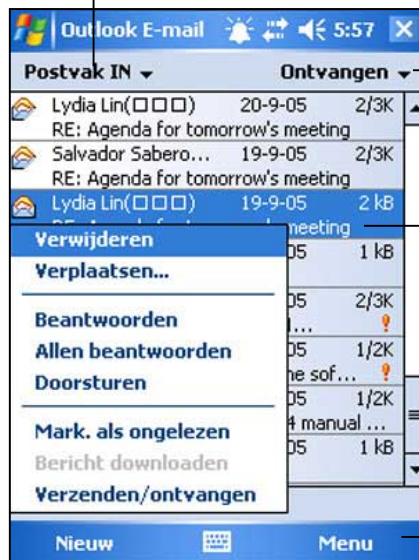 Outlook E-mail 5:57
Postvak IN Ontvangen
Lydia Lin(□□□) 20-9-05 2/3K
RE: Agenda for tomorrow's meeting
Salvador Sabero... 19-9-05 2/3K
RE: Agenda for tomorrow's meeting
Lydia Lin(□□□) 19-9-05 2 kB
meeting
Verwijderen
05 1 kB
Verplaatsen...
05 2/3K
Beantwoorden
... !
Allen beantwoorden
05 1/2K
Doorsturen
ne sof... !
05 1/2K
Mark. als ongelezen
4 manual ...
Bericht downloaden
05 1 kB
Verzenden/ontvangen
Nieuw Menu